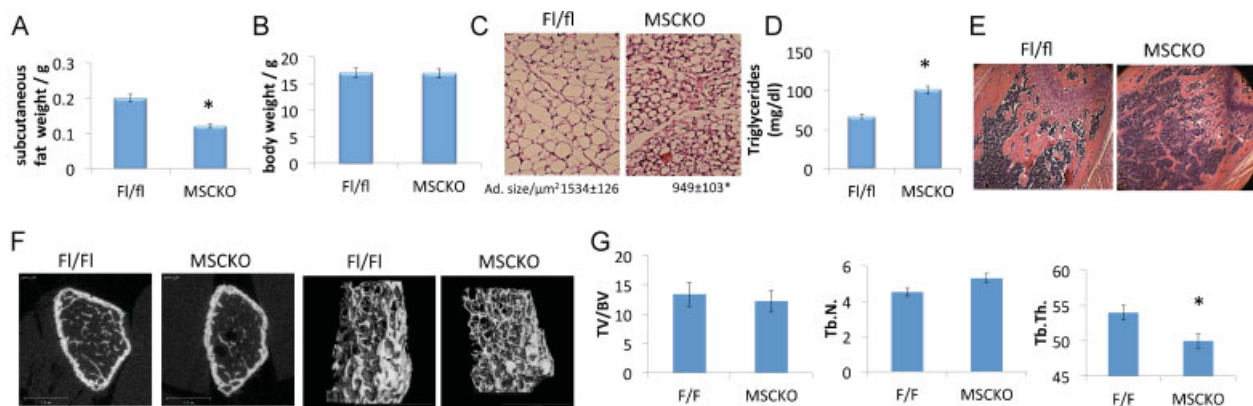 A
subcutaneous
fat weight / g
0.3
0.2
0.1
0
*
Fl/fl
MSCKO
B
body weight / g
20
15
10
5
0
Fl/fl
MSCKO
C
Fl/fl
MSCKO
Ad. size/μm² 1534±126
949±103*
D
Triglycerides
(mg/dl)
150
100
50
0
*
Fl/fl
MSCKO
E
Fl/fl
MSCKO
F
Fl/Fl
MSCKO
Fl/Fl
MSCKO
G
TV/BV
20
15
10
5
0
F/F
MSCKO
Tb.N.
6
4
2
0
F/F
MSCKO
Tb.Th.
60
55
50
45
*
F/F
MSCKO